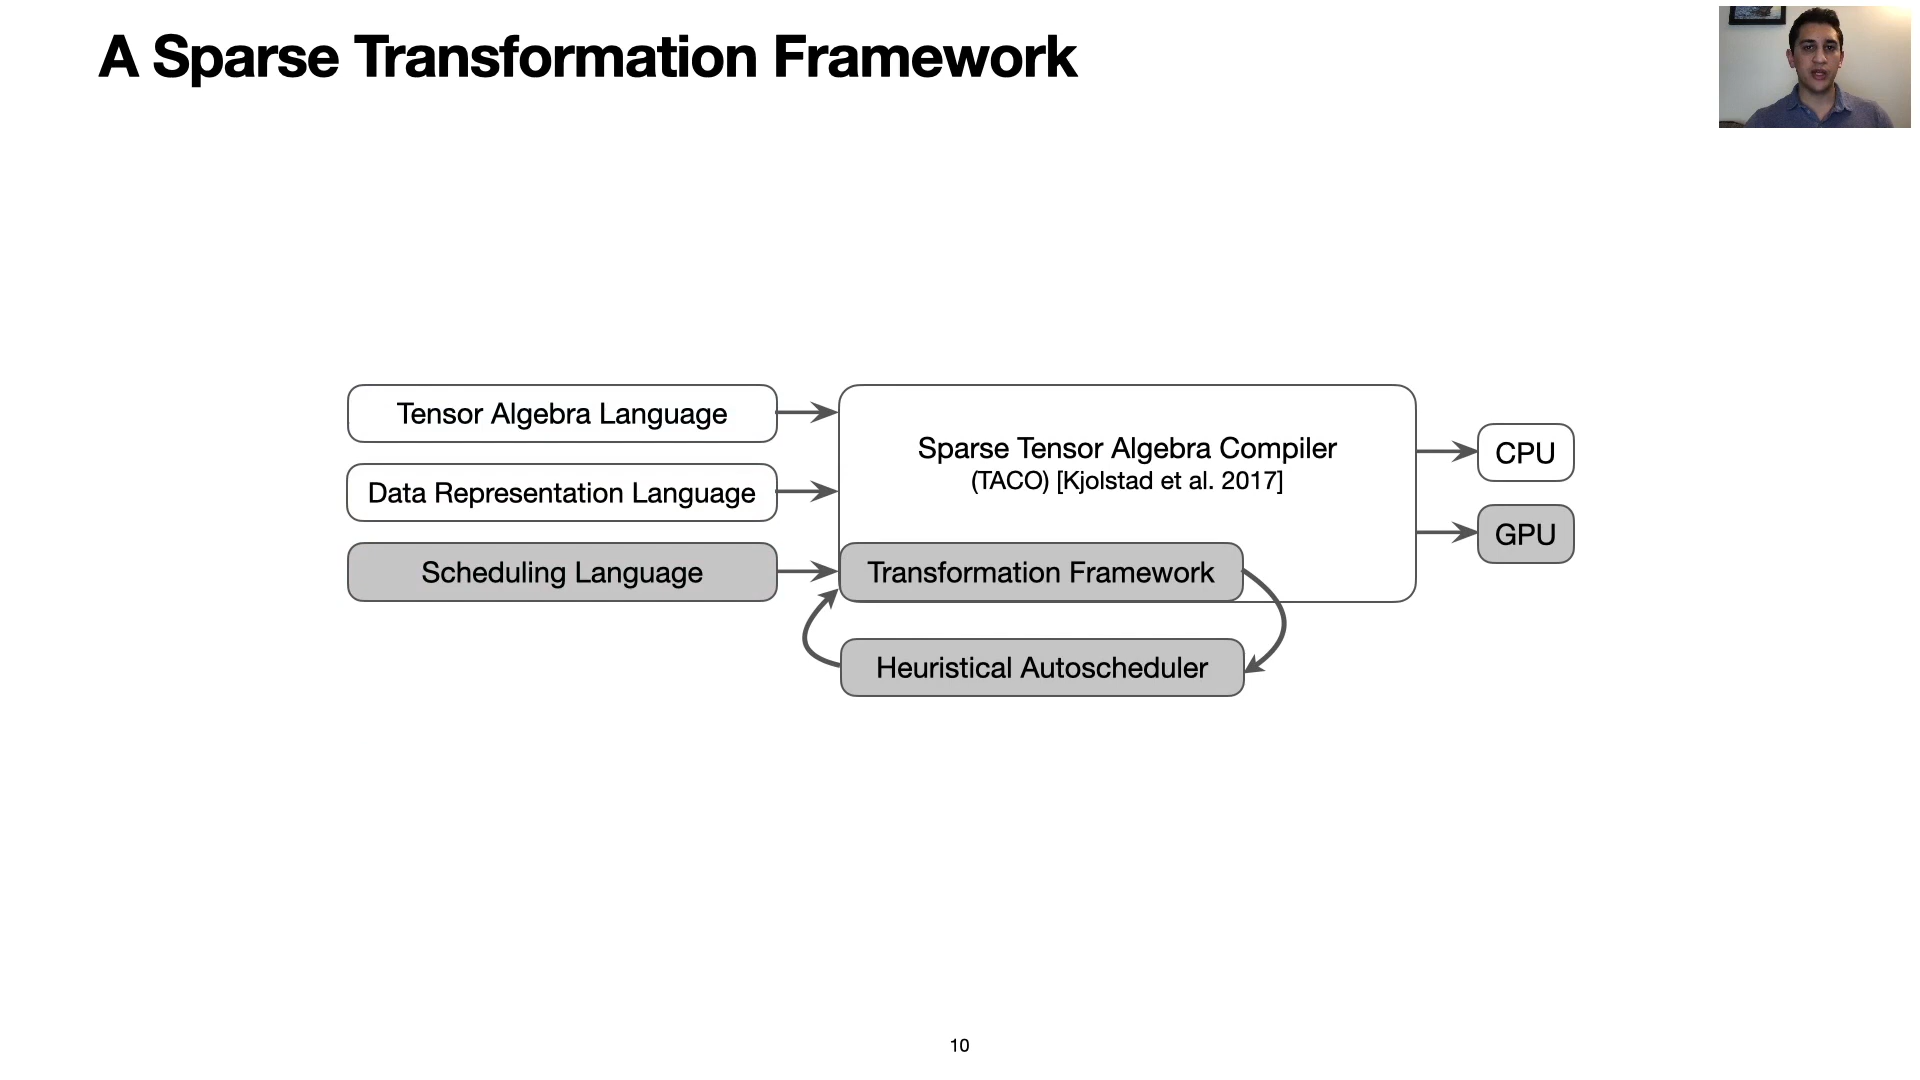 A Sparse Transformation Framework
Tensor Algebra Language
Data Representation Language
Scheduling Language
Sparse Tensor Algebra Compiler
(TACO) [Kjolstad et al. 2017]
Transformation Framework
Heuristical Autoscheduler
CPU
GPU
10